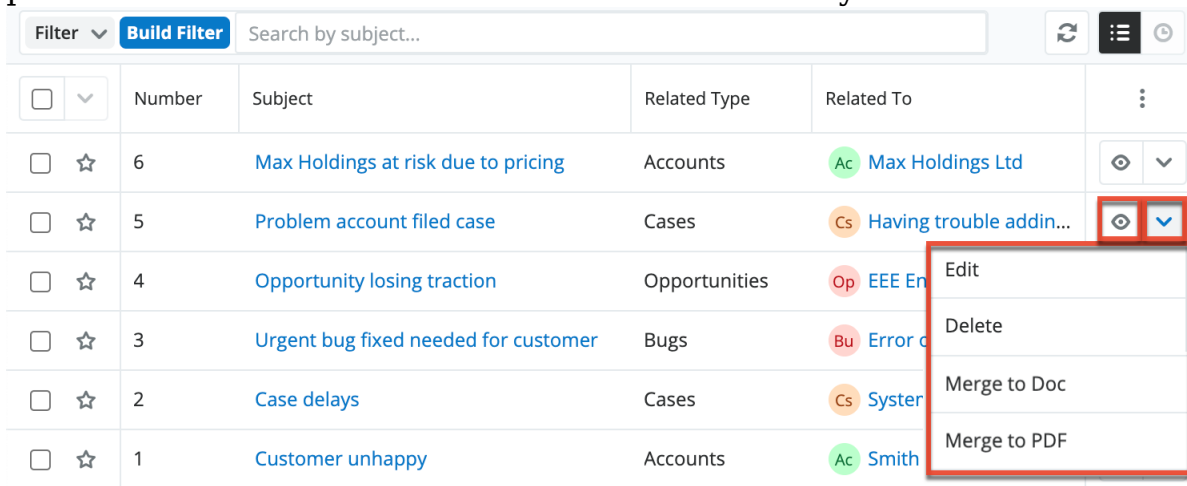 Filter Build Filter Search by subject...
Number Subject Related Type Related To
6 Max Holdings at risk due to pricing Accounts Ac Max Holdings Ltd
5 Problem account filed case Cases Cs Having trouble addin...
4 Opportunity losing traction Opportunities Op EEE En
Edit
3 Urgent bug fixed needed for customer Bugs Bu Error
Delete
2 Case delays Cases Cs System
Merge to Doc
1 Customer unhappy Accounts Ac Smith
Merge to PDF